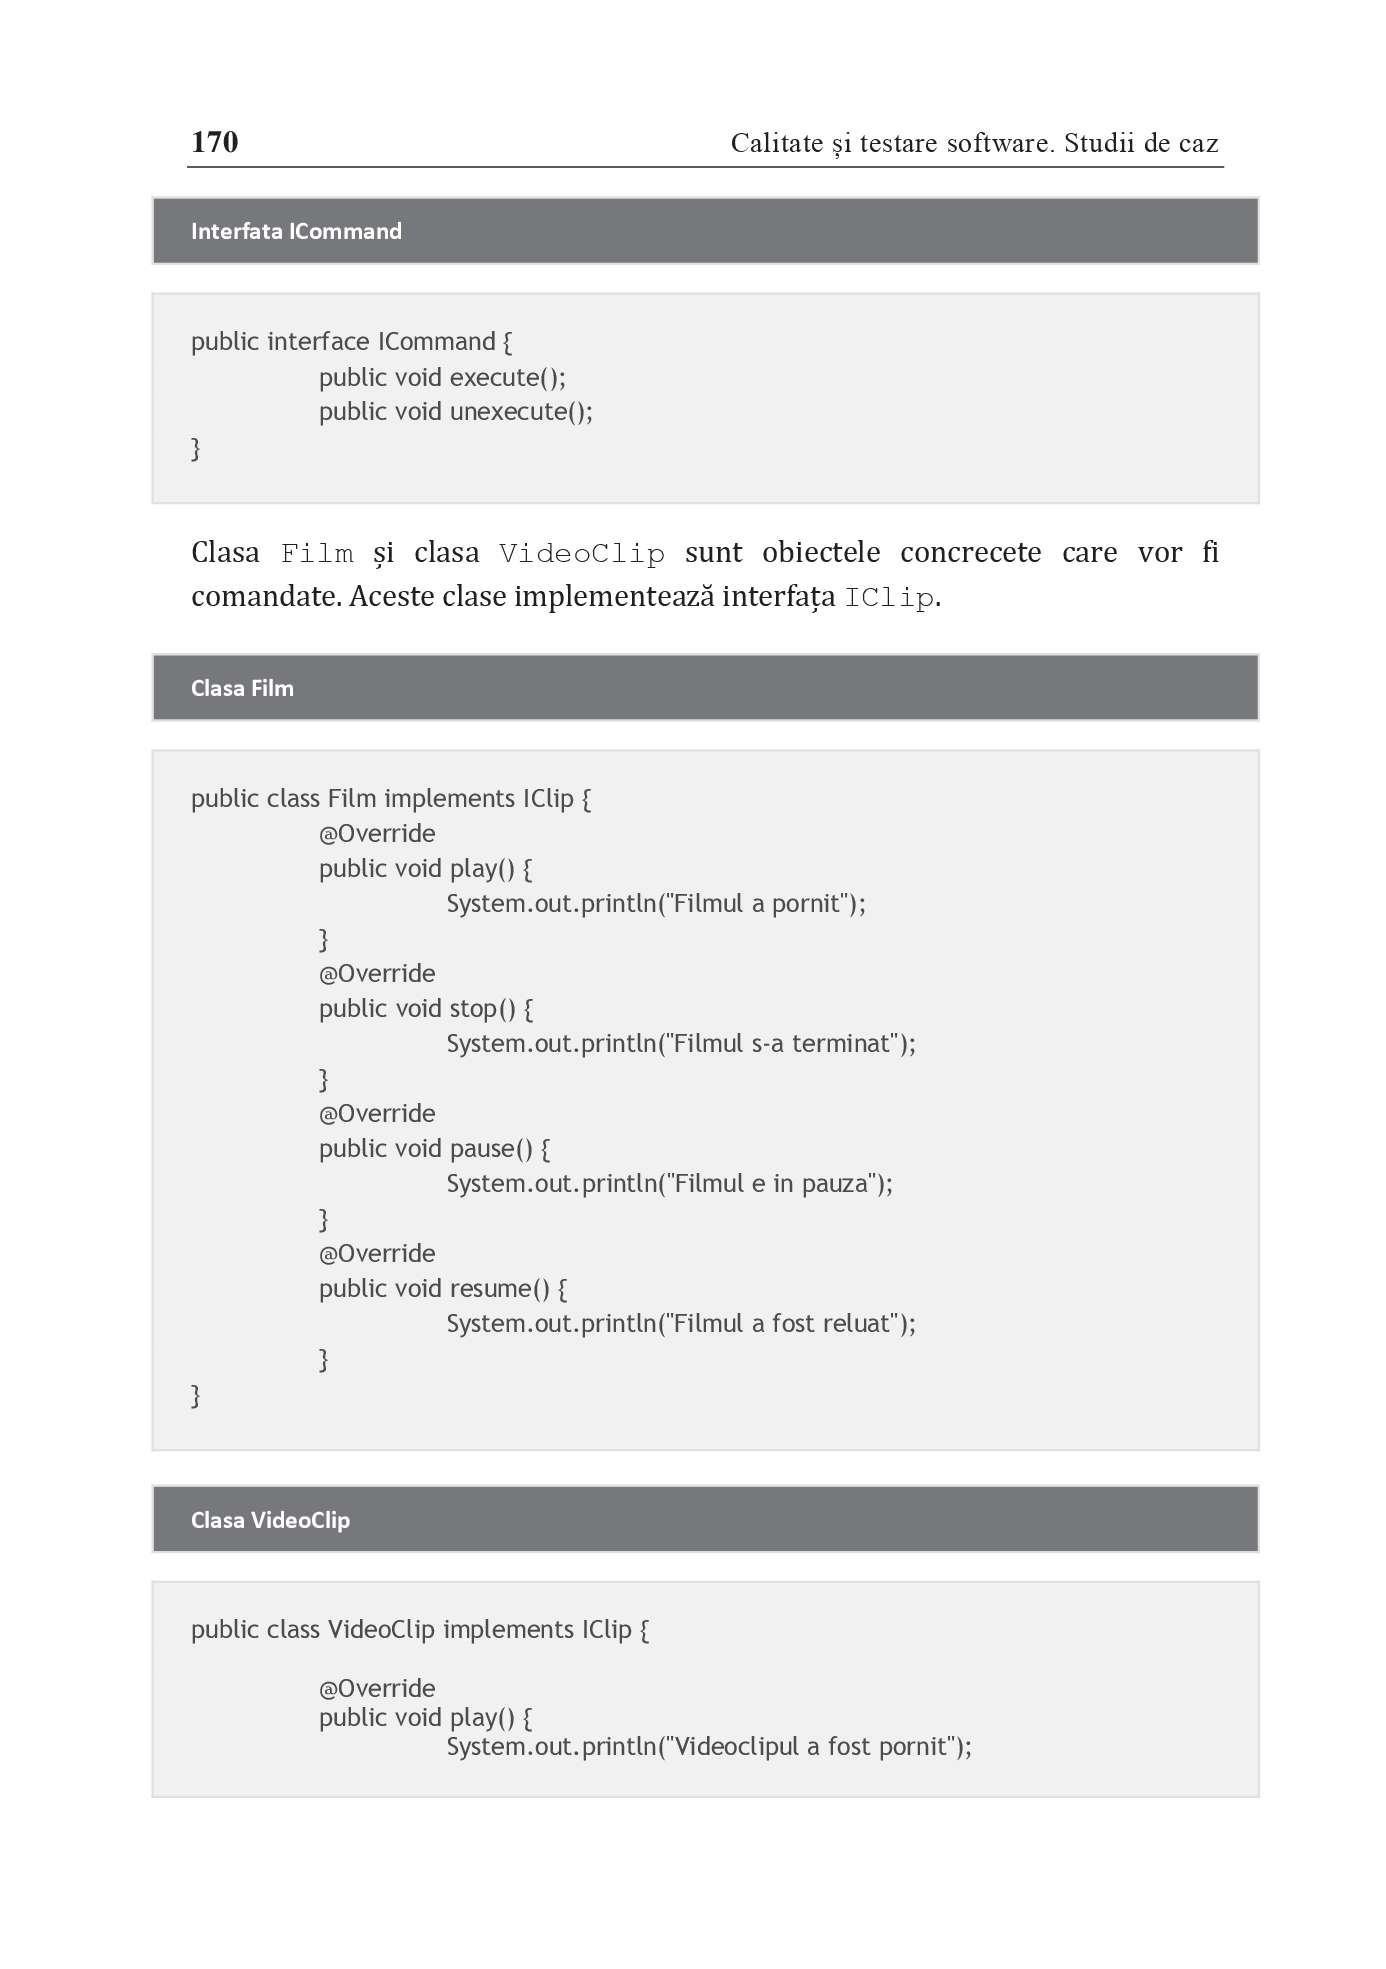 170 Calitate și testare software. Studii de caz
Interfata ICommand
public interface ICommand {
public void execute();
public void unexecute();
}
Clasa Film și clasa VideoClip sunt obiectele concrecete care vor fi
comandate. Aceste clase implementează interfața IClip.
Clasa Film
public class Film implements IClip {
@Override
public void play() {
System.out.println("Filmul a pornit");
}
@Override
public void stop() {
System.out.println("Filmul s-a terminat");
}
@Override
public void pause() {
System.out.println("Filmul e in pauza");
}
@Override
public void resume() {
System.out.println("Filmul a fost reluat");
}
}
Clasa VideoClip
public class VideoClip implements IClip {
@Override
public void play() {
System.out.println("Videoclipul a fost pornit");